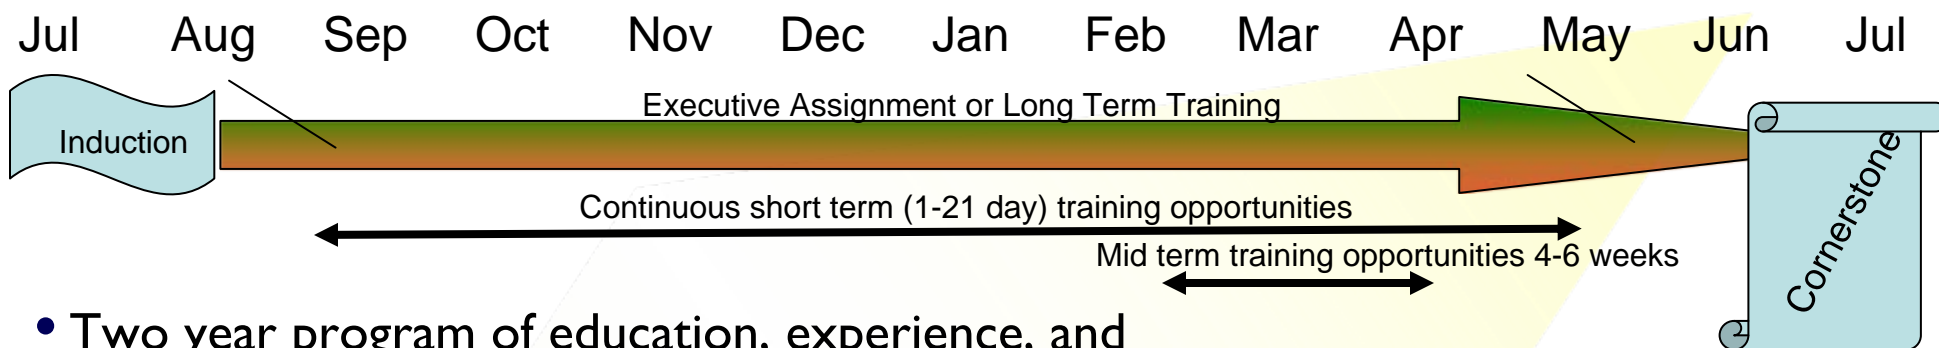 Jul Aug Sep Oct Nov Dec Jan Feb Mar Apr May Jun Jul
Executive Assignment or Long Term Training
Induction
Continuous short term (1-21 day) training opportunities
Mid term training opportunities 4-6 weeks
Cornerstone
• Two year program of education, experience, and